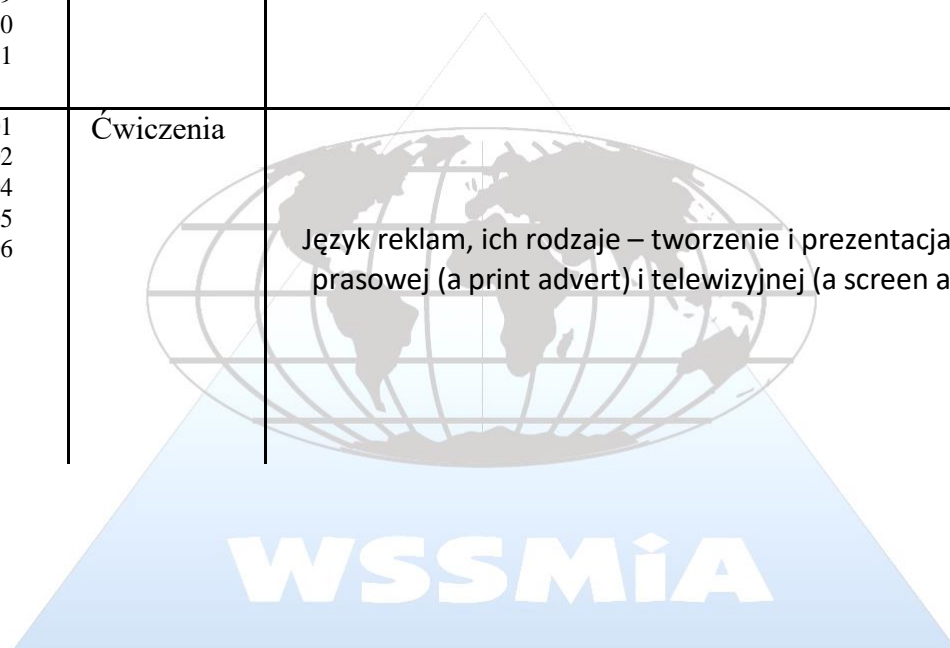 0
1
1
Ćwiczenia
2
4
5
6
Język reklam, ich rodzaje – tworzenie i prezentacja
prasowej (a print advert) i telewizyjnej (a screen a
WSSMiA